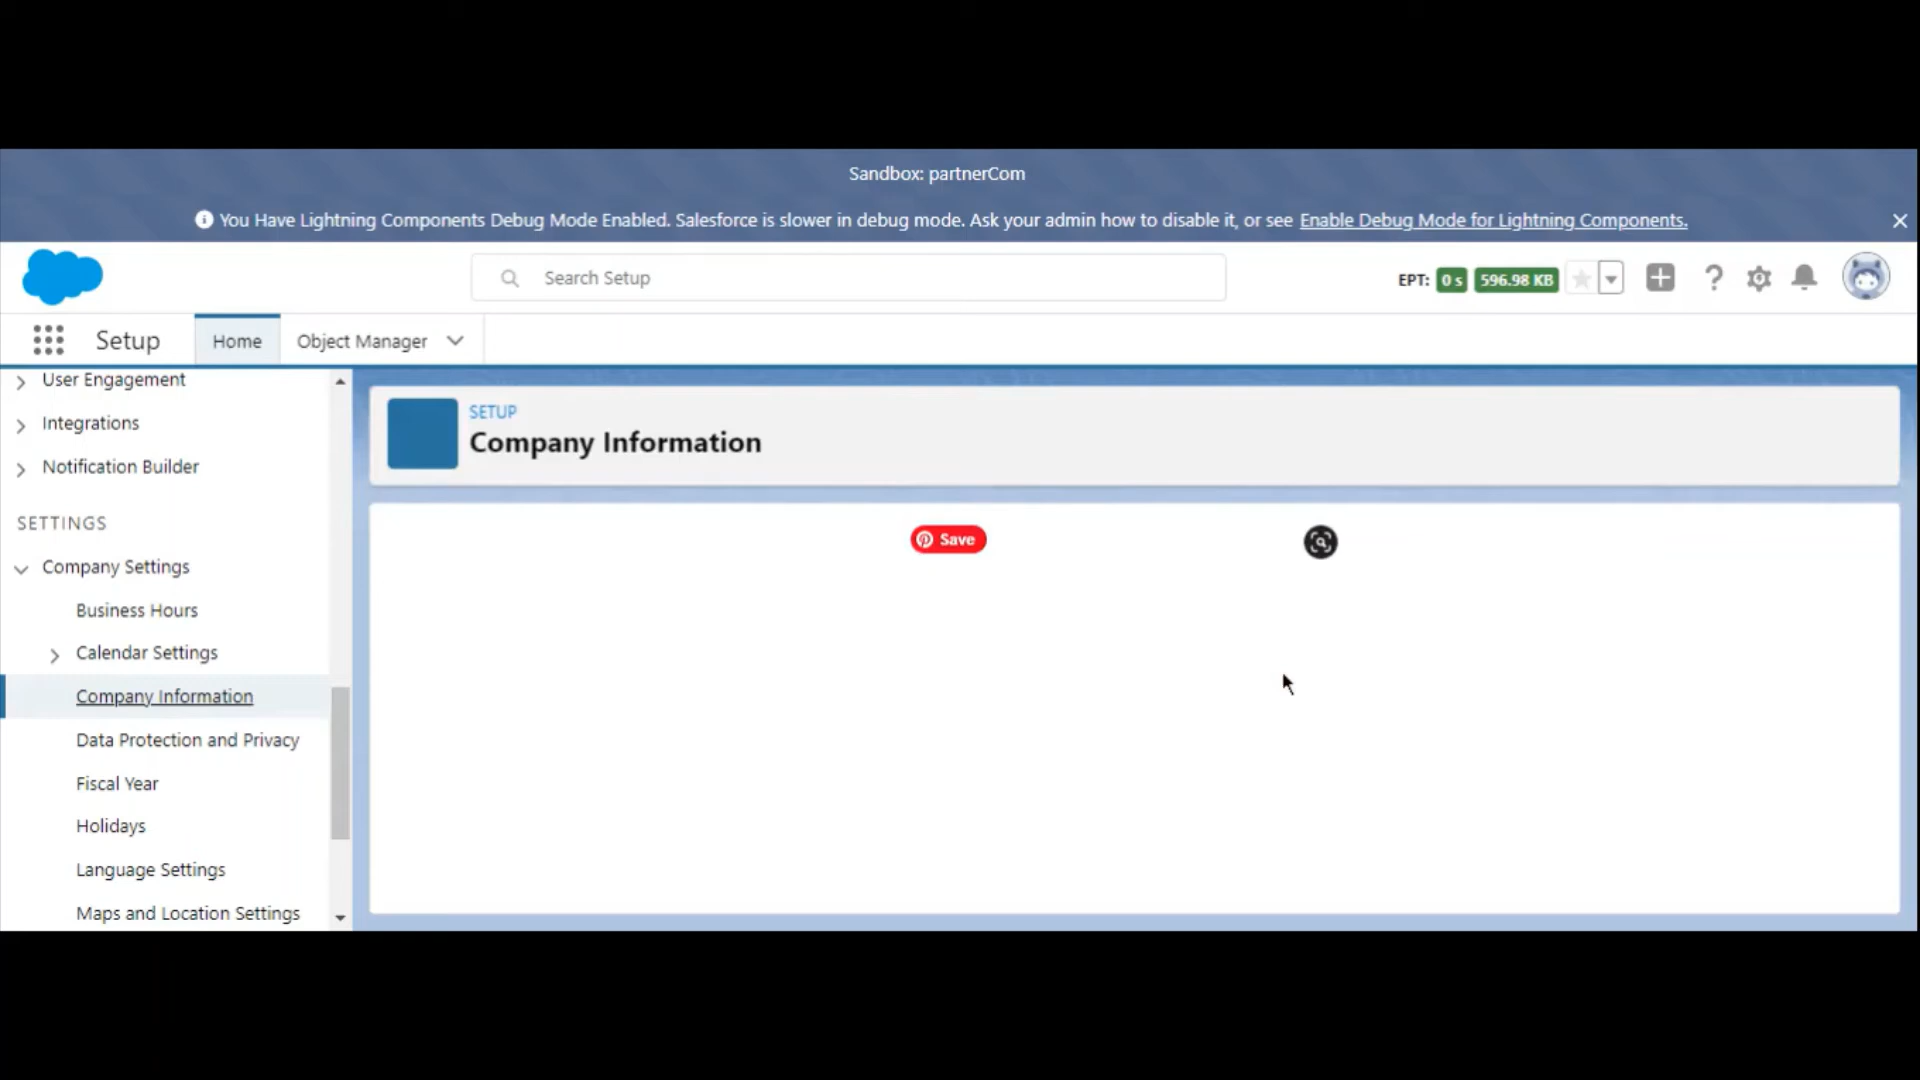 Sandbox: partnerCom
You Have Lightning Components Debug Mode Enabled. Salesforce is slower in debug mode. Ask your admin how to disable it, or see Enable Debug Mode for Lightning Components.
Search Setup
EPT: 0 s 596.98 KB
Setup
Home
Object Manager
User Engagement
Integrations
Notification Builder
SETTINGS
Company Settings
Business Hours
Calendar Settings
Company Information
Data Protection and Privacy
Fiscal Year
Holidays
Language Settings
Maps and Location Settings
SETUP
Company Information
Save